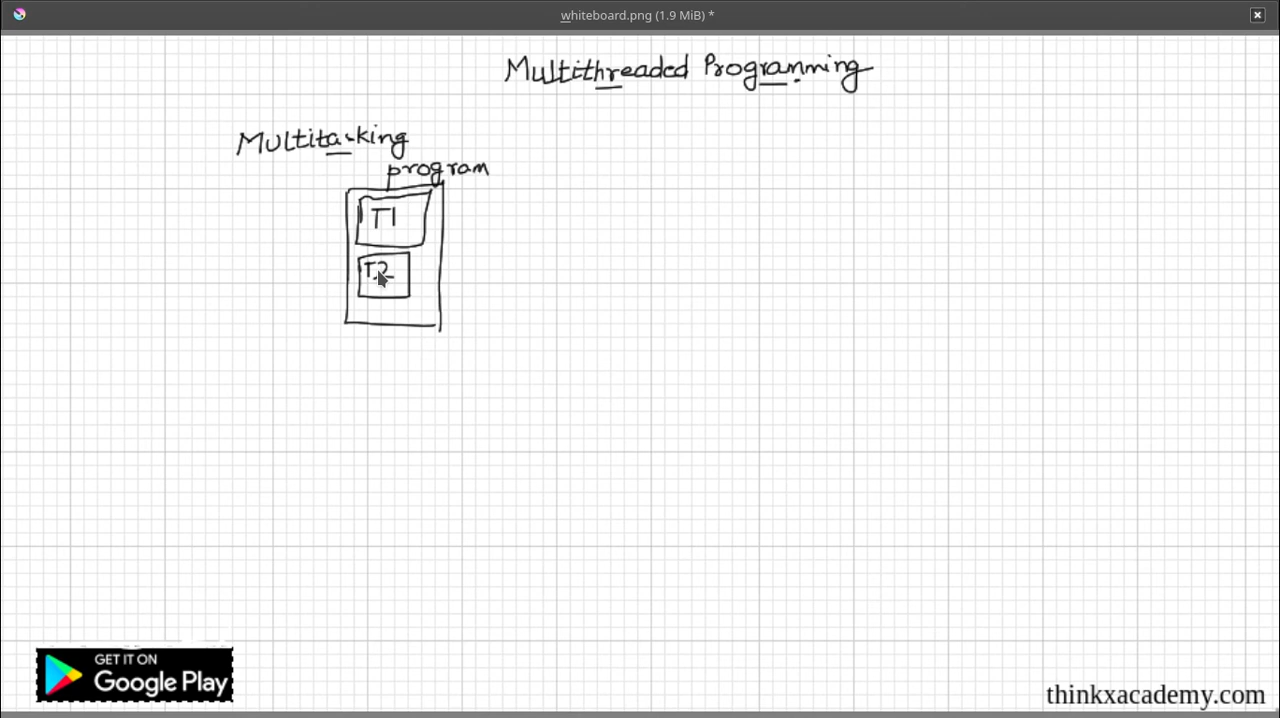 whiteboard.png (1.9 MiB) *
Multithreaded Programming
Multitasking
program
T1
T2
GET IT ON
Google Play
thinkxacademy.com